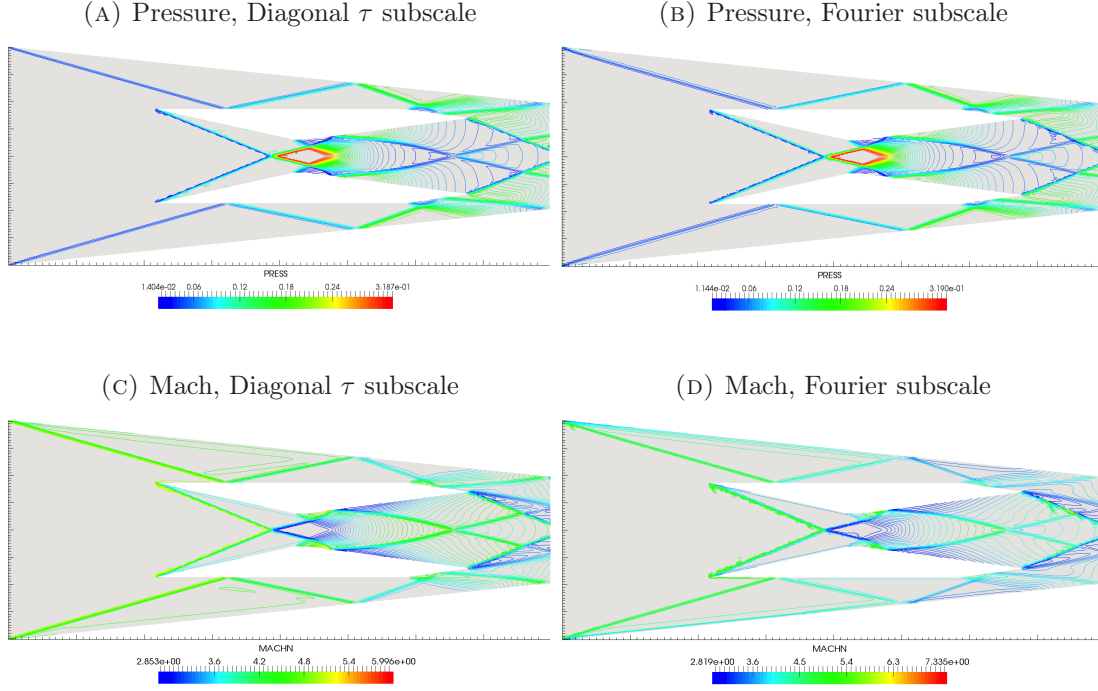 (A) Pressure, Diagonal τ subscale
(B) Pressure, Fourier subscale
PRESS
1.404e-02 0.06 0.12 0.18 0.24 3.187e-01
PRESS
1.144e-02 0.06 0.12 0.18 0.24 3.190e-01
(C) Mach, Diagonal τ subscale
(D) Mach, Fourier subscale
MACHN
2.853e+00 3.6 4.2 4.8 5.4 5.996e+00
MACHN
2.819e+00 3.6 4.5 5.4 6.3 7.335e+00